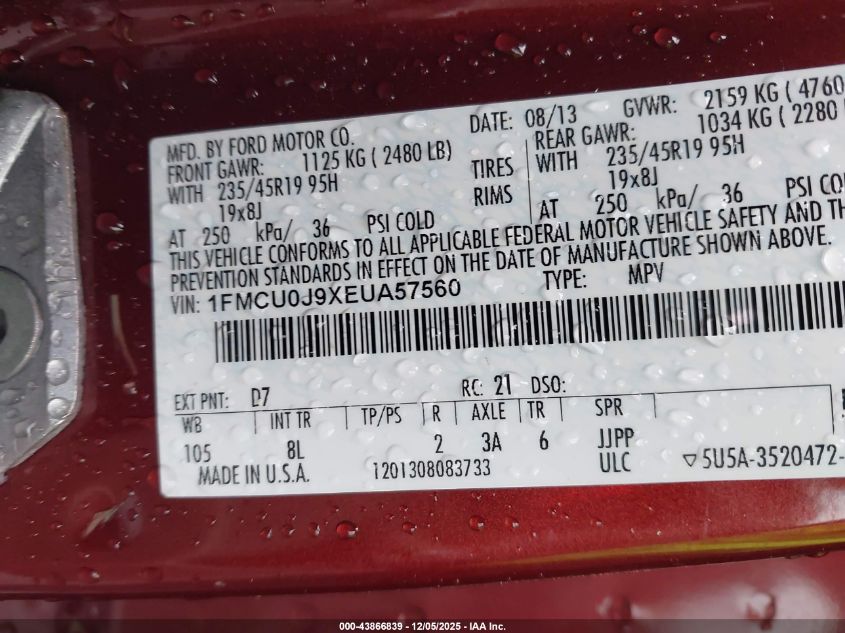 MFD. BY FORD MOTOR CO. DATE: 08/13 GVWR: 2159 KG ( 4760
FRONT GAWR: 1125 KG ( 2480 LB) REAR GAWR: 1034 KG ( 2280
WITH 235/45R19 95H TIRES WITH 235/45R19 95H
19x8J RIMS 19x8J
AT 250 kPa/ 36 PSI COLD AT 250 kPa/ 36 PSI
THIS VEHICLE CONFORMS TO ALL APPLICABLE FEDERAL MOTOR VEHICLE SAFETY AND
PREVENTION STANDARDS IN EFFECT ON THE DATE OF MANUFACTURE SHOWN ABOVE.
VIN: 1FMCU0J9XEUA57560 TYPE: MPV
EXT PNT: D7 RC: 21 DSO:
WB INT TR TP/PS R AXLE TR SPR
105 8L 2 3A 6 JJPP
MADE IN U.S.A. 1201308083733 ULC ▽5U5A-3520472-
000-43866839 - 12/05/2025 - IAA Inc.